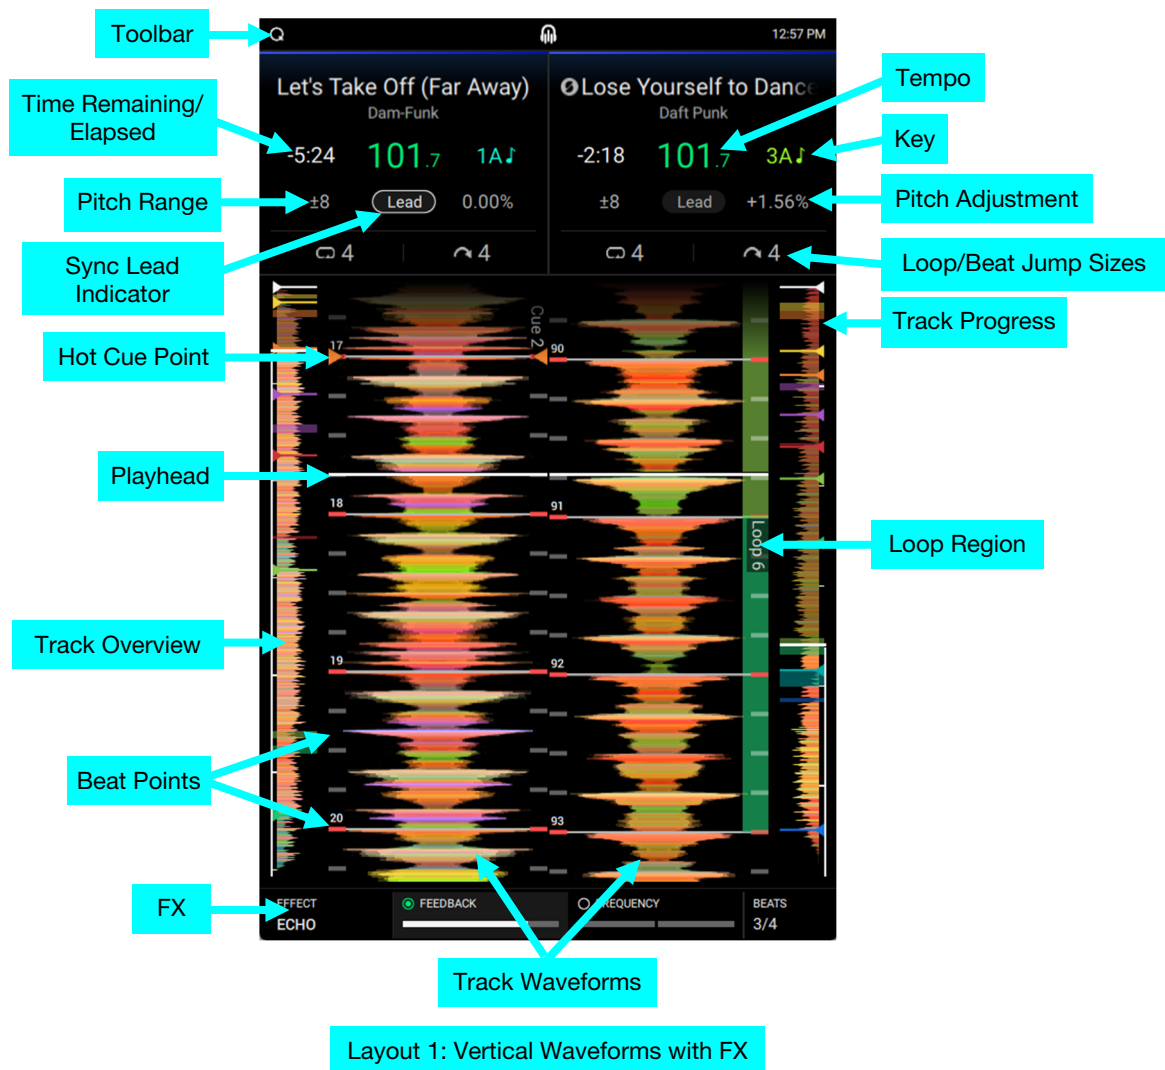 Toolbar
12:57 PM
Let's Take Off (Far Away)
Dam-Funk
Lose Yourself to Dance
Daft Punk
Tempo
Time Remaining/
Elapsed
-5:24
101.7
1A
-2:18
101.7
3A
Key
Pitch Range
±8
Lead
0.00%
±8
Lead
+1.56%
Pitch Adjustment
Sync Lead
Indicator
4
4
4
4
Loop/Beat Jump Sizes
Track Progress
Cue 2
Hot Cue Point
17
90
Playhead
18
91
Loop 6
Loop Region
Track Overview
19
92
Beat Points
20
93
FX
EFFECT
ECHO
FEEDBACK
BEATS
3/4
Track Waveforms
Layout 1: Vertical Waveforms with FX